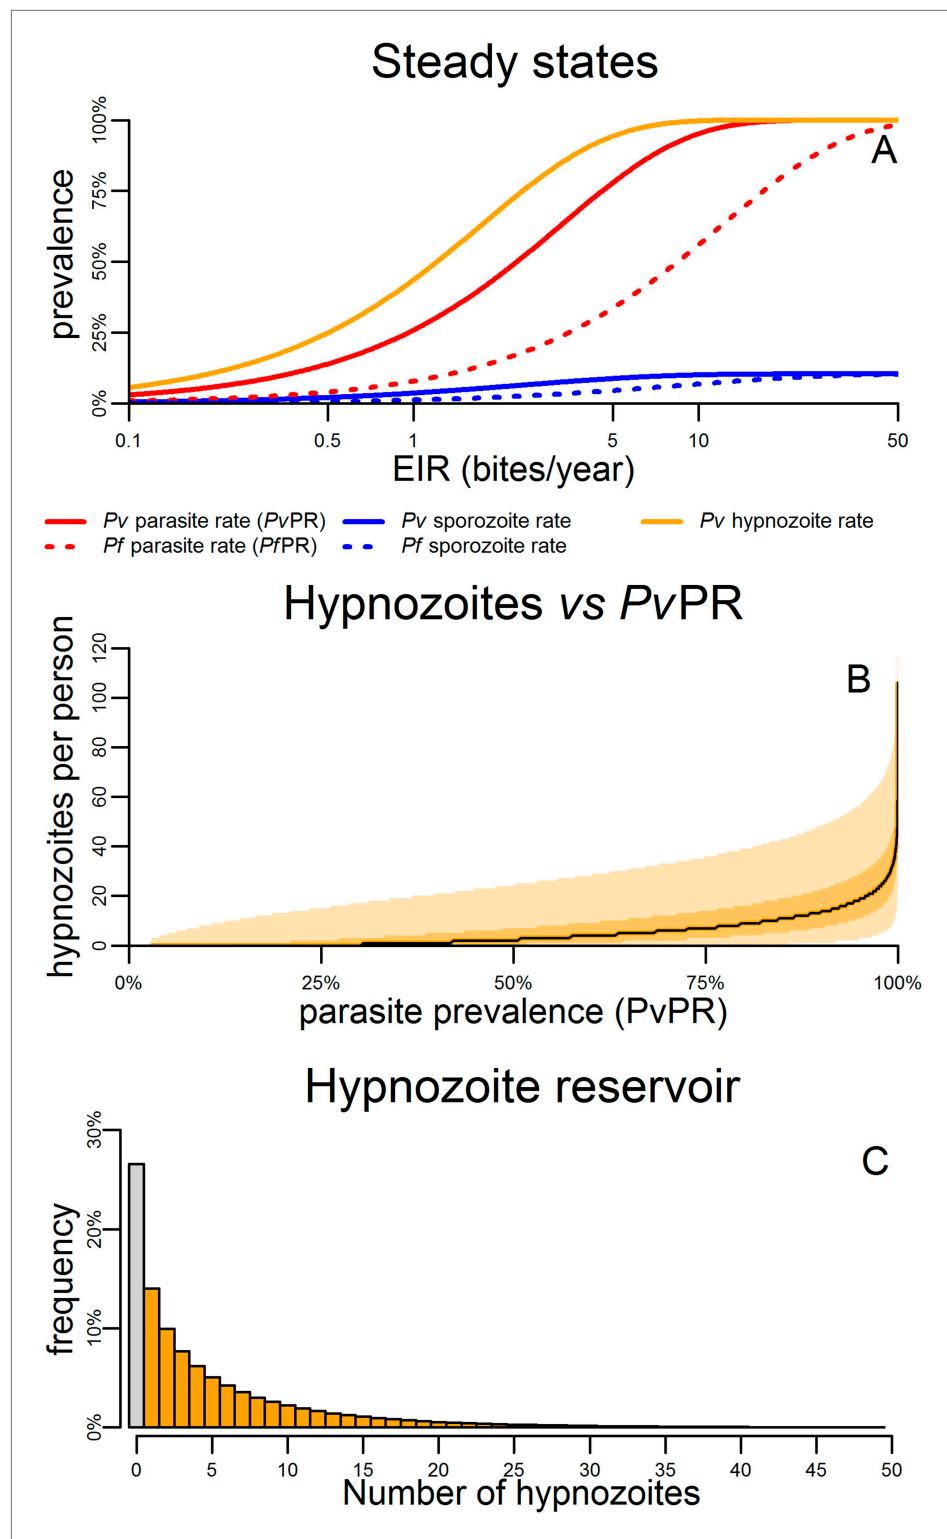 Steady states
A
prevalence
100%
75%
50%
25%
0%
0.1 0.5 1 5 10 50
EIR (bites/year)
Pv parasite rate (PvPR) Pv sporozoite rate Pv hypnozoite rate
Pf parasite rate (PfPR) Pf sporozoite rate
Hypnozoites vs PvPR
B
hypnozoites per person
120
100
80
60
40
20
0
0% 25% 50% 75% 100%
parasite prevalence (PvPR)
Hypnozoite reservoir
C
frequency
30%
20%
10%
0%
0 5 10 15 20 25 30 35 40 45 50
Number of hypnozoites